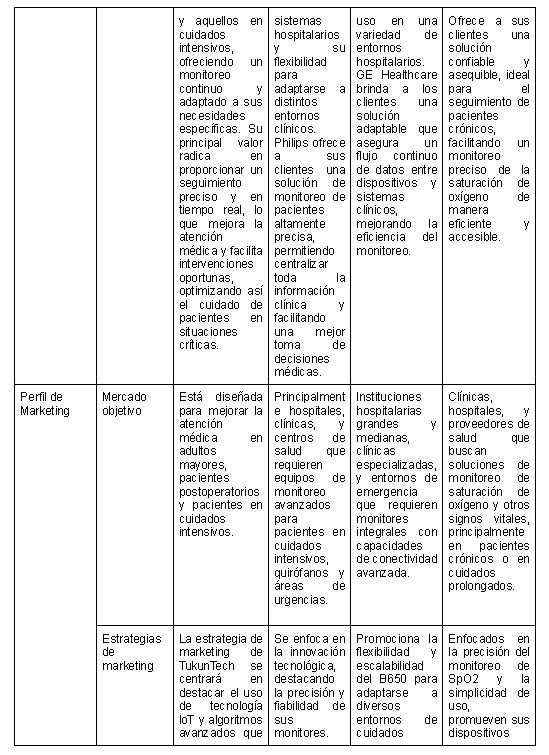 y aquellos en
cuidados
intensivos,
ofreciendo un
monitoreo
continuo y
adaptado a sus
necesidades
específicas. Su
principal valor
radica en
proporcionar un
seguimiento
preciso y en
tiempo real, lo
que mejora la
atención
médica y facilita
intervenciones
oportunas,
optimizando así
el cuidado de
pacientes en
situaciones
críticas.
sistemas
hospitalarios
y su
flexibilidad
para
adaptarse a
distintos
entornos
clínicos.
Philips ofrece
a sus
clientes una
solución de
monitoreo de
pacientes
altamente
precisa,
permitiendo
centralizar
toda la
información
clínica y
facilitando
una mejor
toma de
decisiones
médicas.
uso en una
variedad de
entornos
hospitalarios.
GE Healthcare
brinda a los
clientes una
solución
adaptable que
asegura un
flujo continuo
de datos entre
dispositivos y
sistemas
clínicos,
mejorando la
eficiencia del
monitoreo.
Ofrece a sus
clientes una
solución
confiable y
asequible, ideal
para el
seguimiento de
pacientes
crónicos,
facilitando un
monitoreo
preciso de la
saturación de
oxígeno de
manera
eficiente y
accesible.
Perfil de
Marketing
Mercado
objetivo
Está diseñada
para mejorar la
atención
médica en
adultos
mayores,
pacientes
postoperatorios
y pacientes en
cuidados
intensivos.
Principalment
e hospitales,
clínicas, y
centros de
salud que
requieren
equipos de
monitoreo
avanzados
para
pacientes en
cuidados
intensivos,
quirófanos y
áreas de
urgencias.
Instituciones
hospitalarias
grandes y
medianas,
clínicas
especializadas,
y entornos de
emergencia
que requieren
monitores
integrales con
capacidades
de conectividad
avanzada.
Clínicas,
hospitales, y
proveedores de
salud que
buscan
soluciones de
monitoreo de
saturación de
oxígeno y otros
signos vitales,
principalmente
en pacientes
crónicos o en
cuidados
prolongados.
Estrategias
de
marketing
La estrategia de
marketing de
TukunTech se
centrará en
destacar el uso
de tecnología
IoT y algoritmos
avanzados que
Se enfoca en
la innovación
tecnológica,
destacando
la precisión y
fiabilidad de
sus
monitores.
Promociona la
flexibilidad y
escalabilidad
del B650 para
adaptarse a
diversos
entornos de
cuidados
Enfocados en
la precisión del
monitoreo de
SpO2 y la
simplicidad de
uso,
promueven sus
dispositivos